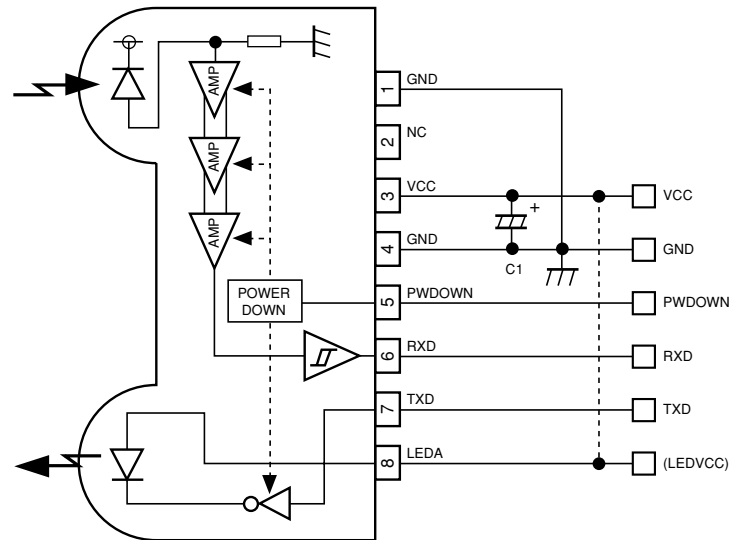 AMP
AMP
AMP
POWER
DOWN
1
GND
2
NC
3
VCC
4
GND
5
PWDOWN
6
RXD
7
TXD
8
LEDA
+
C1
VCC
GND
PWDOWN
RXD
TXD
(LEDVCC)